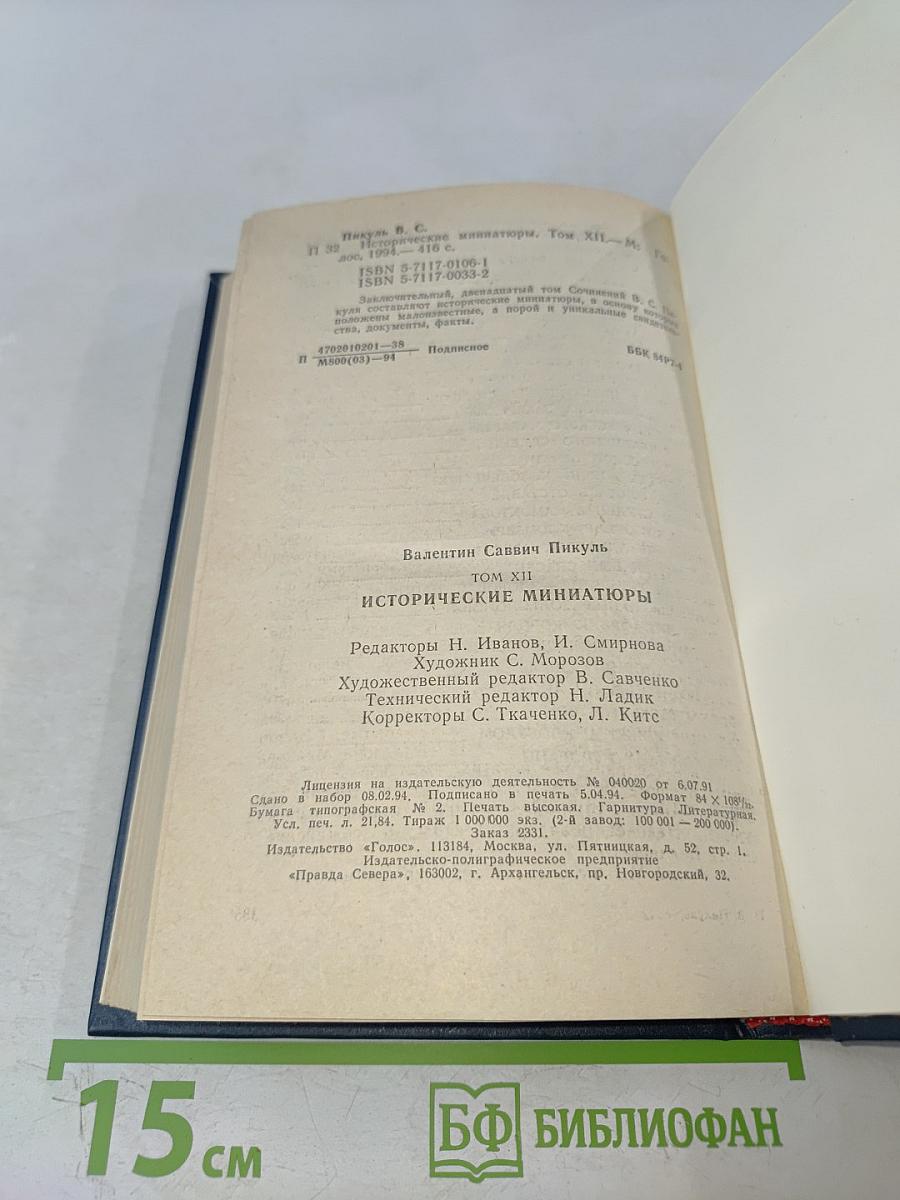 Пикуль В. С.
П 32 Исторические миниатюры. Том XII.— М: Го-
лос, 1994.— 416 с.
ISBN 5-7117-0106-1
ISBN 5-7117-0033-2
Заключительный, двенадцатый том Сочинений В. С. Пи-
куля составляют исторические миниатюры, в основу которых
положены малоизвестные, а порой и уникальные свидетель-
ства, документы, факты.
П 4702010201—38 Подписное ББК 84Р7-4
М800(03)—94
Валентин Саввич Пикуль
ТОМ XII
ИСТОРИЧЕСКИЕ МИНИАТЮРЫ
Редакторы Н. Иванов, И. Смирнова
Художник С. Морозов
Художественный редактор В. Савченко
Технический редактор Н. Ладик
Корректоры С. Ткаченко, Л. Китс
Лицензия на издательскую деятельность № 040020 от 6.07.91
Сдано в набор 08.02.94. Подписано в печать 5.04.94. Формат 84×108¹/₃₂.
Бумага типографская № 2. Печать высокая. Гарнитура Литературная.
Усл. печ. л. 21,84. Тираж 1 000 000 экз. (2-й завод: 100 001—200 000).
Заказ 2331.
Издательство «Голос». 113184, Москва, ул. Пятницкая, д. 52, стр. 1.
Издательско-полиграфическое предприятие
«Правда Севера», 163002, г. Архангельск, пр. Новгородский, 32.
15 см
БФ БИБЛИОФАН